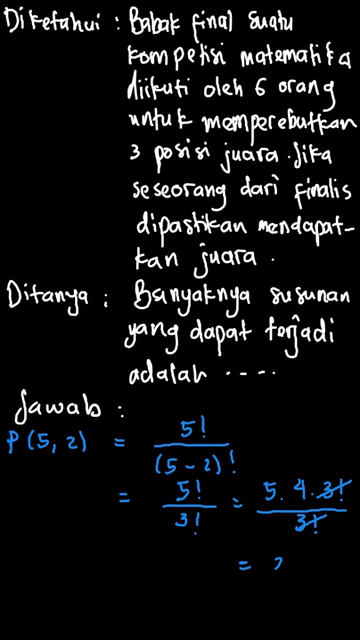 Diketahui : Babak final suatu
kompetisi matematika
diikuti oleh 6 orang
untuk memperebutkan
3 posisi juara. Jika
seseorang dari finalis
dipastikan mendapat-
kan juara.
Ditanya : Banyaknya susunan
yang dapat terjadi
adalah ....
Jawab :
P(5, 2) = 5! / (5-2)!
= 5! / 3! = 5. 4. 3! / 3!
=